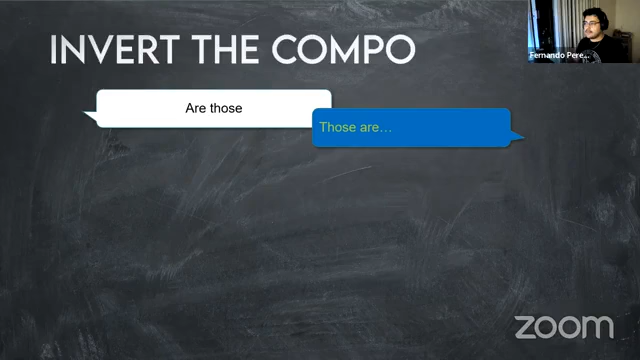 INVERT THE COMPO
Fernando Pere...
Are those
Those are...
zoom